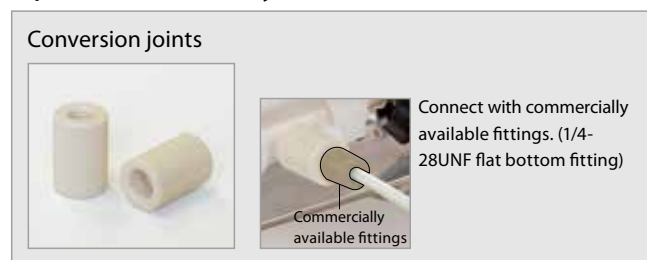 Conversion joints
Connect with commercially
available fittings. (1/4-
28UNF flat bottom fitting)
Commercially
available fittings